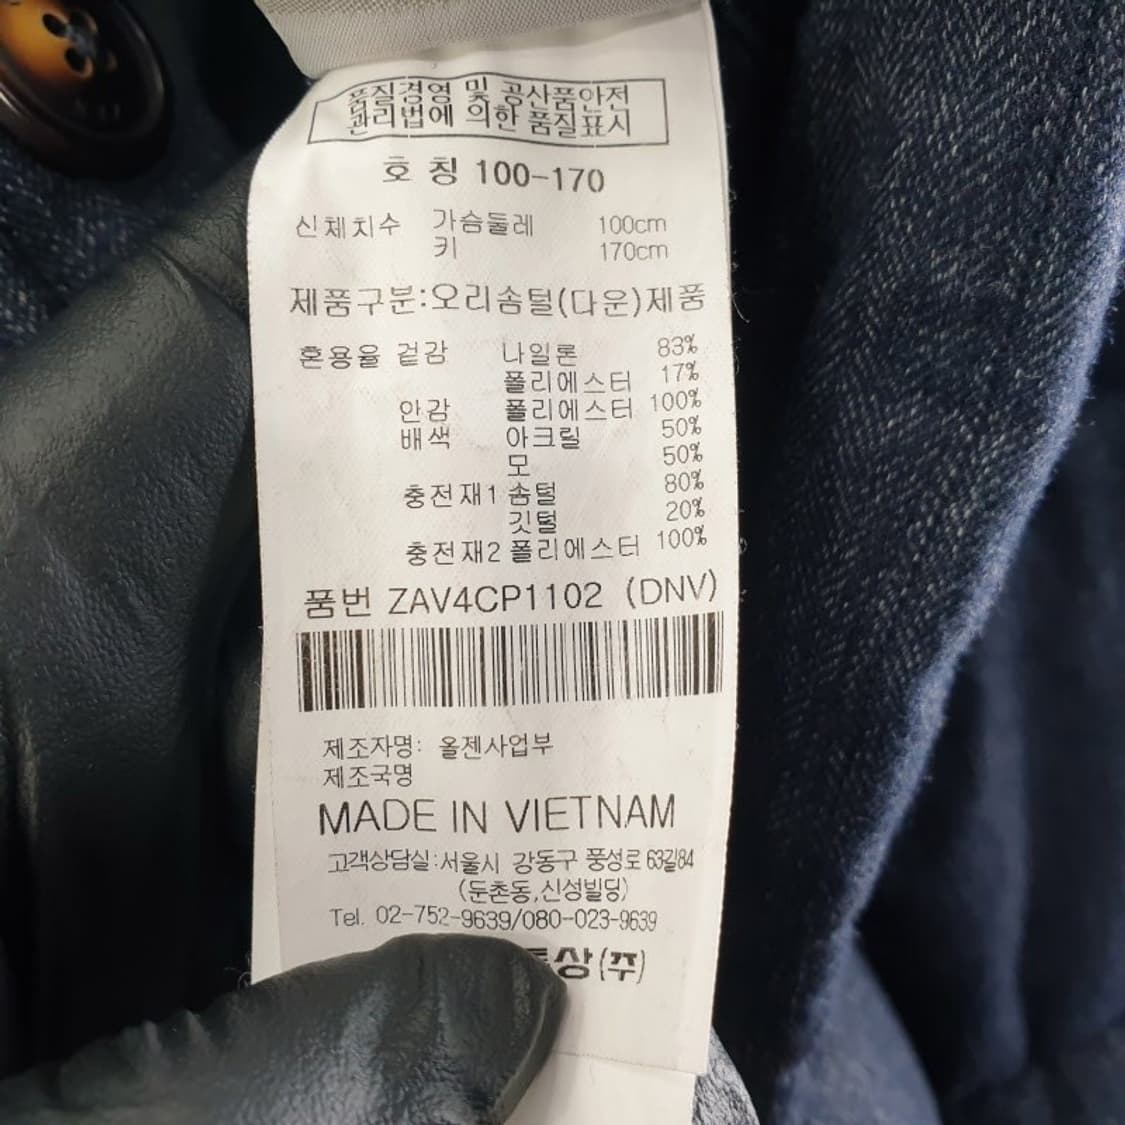 품질경영 및 공산품안전
관리법에 의한 품질표시
호 칭 100-170
신체치수 가슴둘레 100cm
키 170cm
제품구분:오리솜털(다운)제품
혼용율 겉감 나일론 83%
폴리에스터 17%
안감 폴리에스터 100%
배색 아크릴 50%
모 50%
충전재1 솜털 80%
깃털 20%
충전재2 폴리에스터 100%
품번 ZAV4CP1102 (DNV)
제조자명: 올젠사업부
제조국명
MADE IN VIETNAM
고객상담실:서울시 강동구 풍성로 63길84
(둔촌동,신성빌딩)
Tel. 02-752-9639/080-023-9639
상(주)